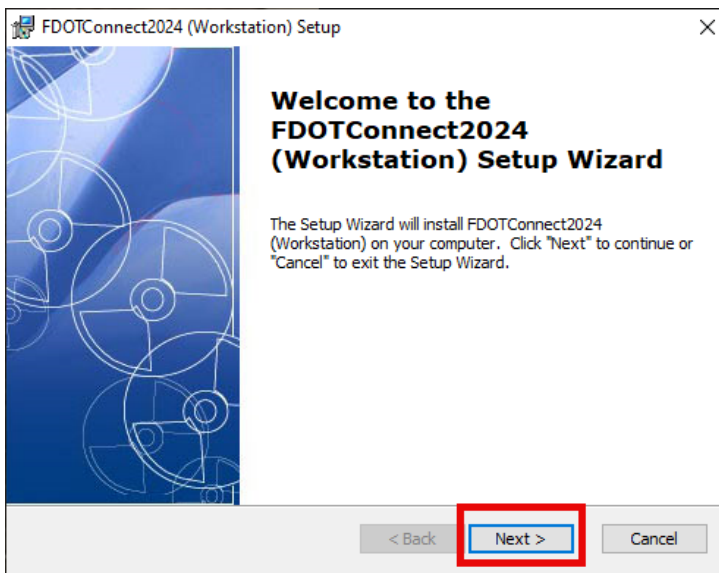 FDOTConnect2024 (Workstation) Setup
Welcome to the
FDOTConnect2024
(Workstation) Setup Wizard
The Setup Wizard will install FDOTConnect2024
(Workstation) on your computer. Click "Next" to continue or
"Cancel" to exit the Setup Wizard.
< Back
Next >
Cancel